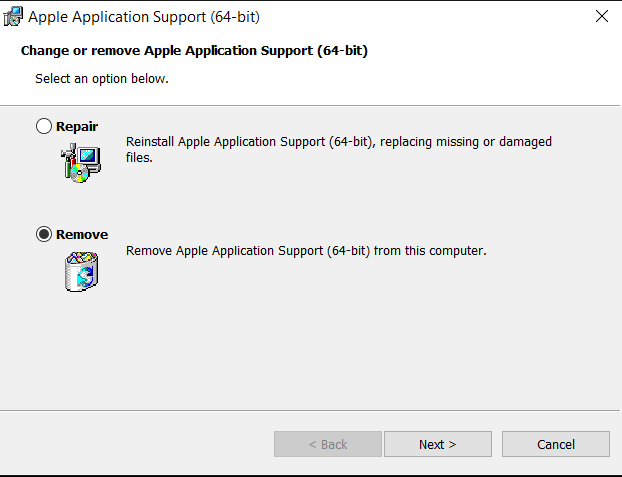 Apple Application Support (64-bit)
Change or remove Apple Application Support (64-bit)
Select an option below.
Repair
Reinstall Apple Application Support (64-bit), replacing missing or damaged
files.
Remove
Remove Apple Application Support (64-bit) from this computer.
< Back
Next >
Cancel